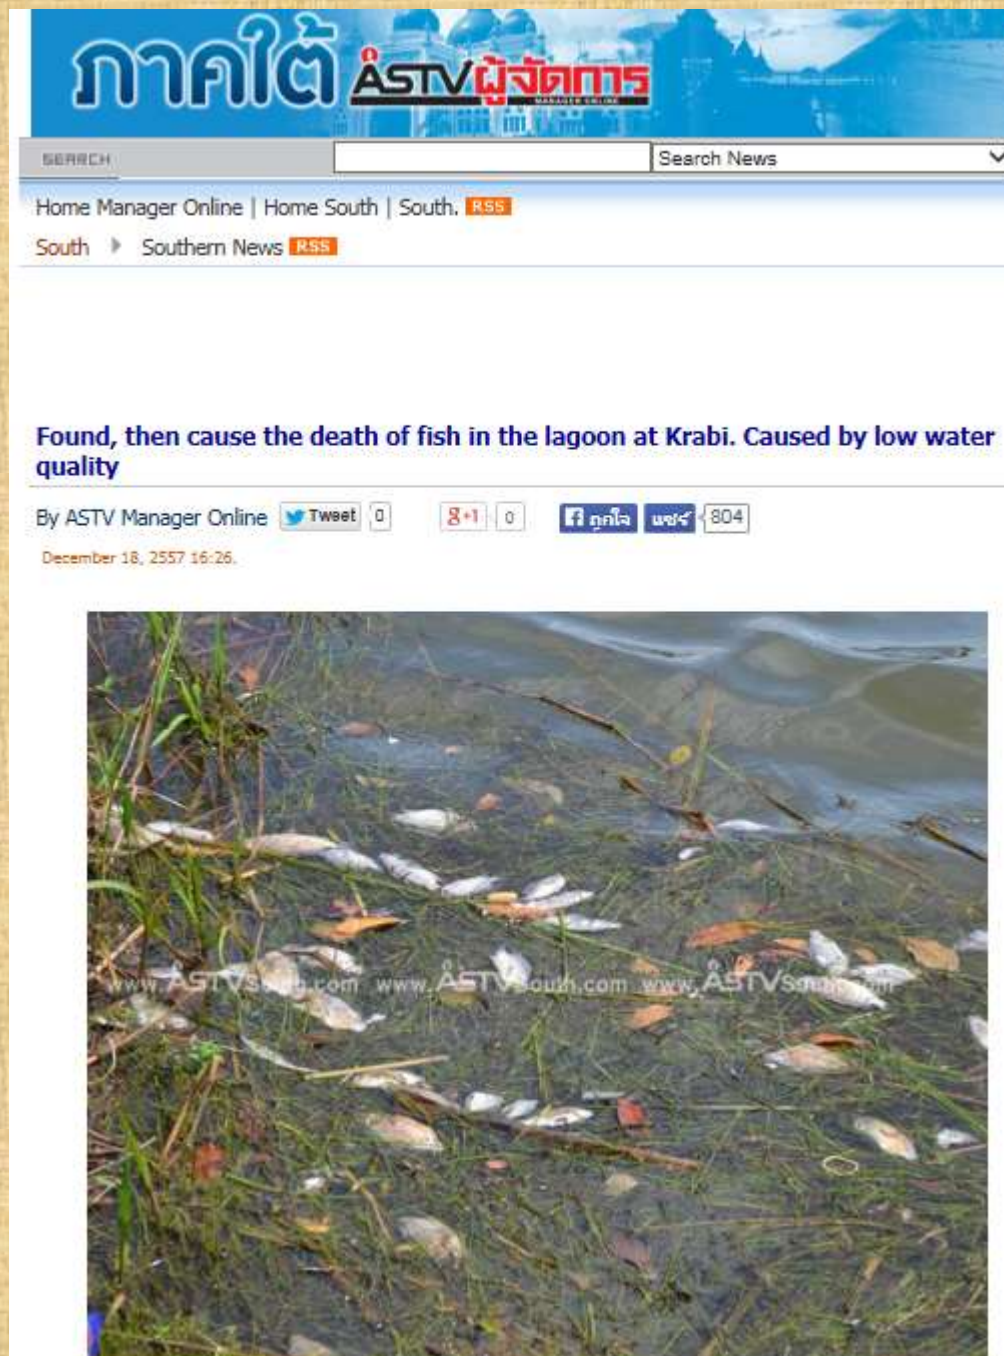 ภาคใต้ ASTVผู้จัดการ
MANAGER ONLINE
SEARCH Search News
Home Manager Online | Home South | South. RSS
South Southern News RSS
Found, then cause the death of fish in the lagoon at Krabi. Caused by low water
quality
By ASTV Manager Online Tweet 0 g+1 0 ถูกใจ แชร์ 804
December 18, 2557 16:26.
www.ASTVSouth.com www.ASTVSouth.com www.ASTVSouth.com